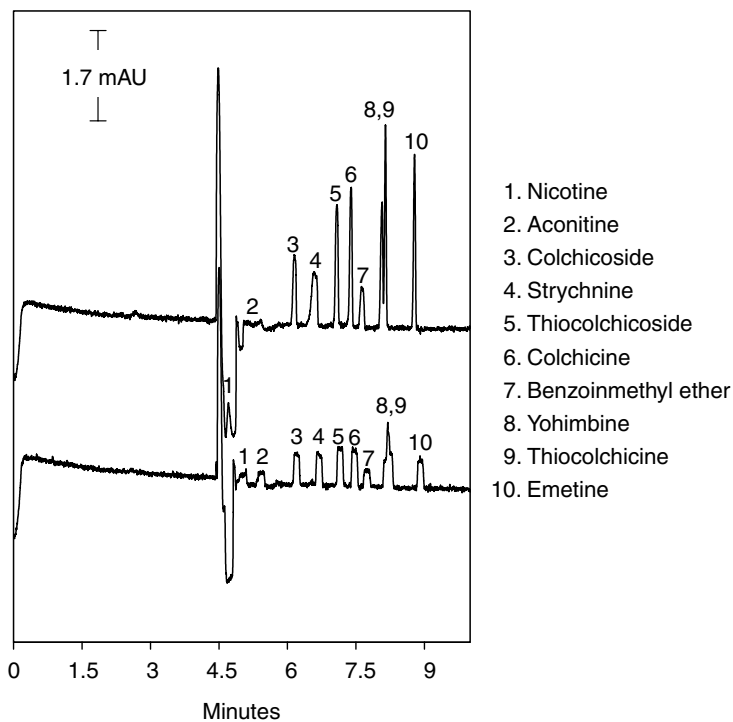 1.7 mAU
8,9
10
6
5
3
4
7
2
1
8,9
1 2 3 4 5 6 7 10
0 1.5 3 4.5 6 7.5 9
Minutes
1. Nicotine
2. Aconitine
3. Colchicoside
4. Strychnine
5. Thiocolchicoside
6. Colchicine
7. Benzoinmethyl ether
8. Yohimbine
9. Thiocolchicine
10. Emetine